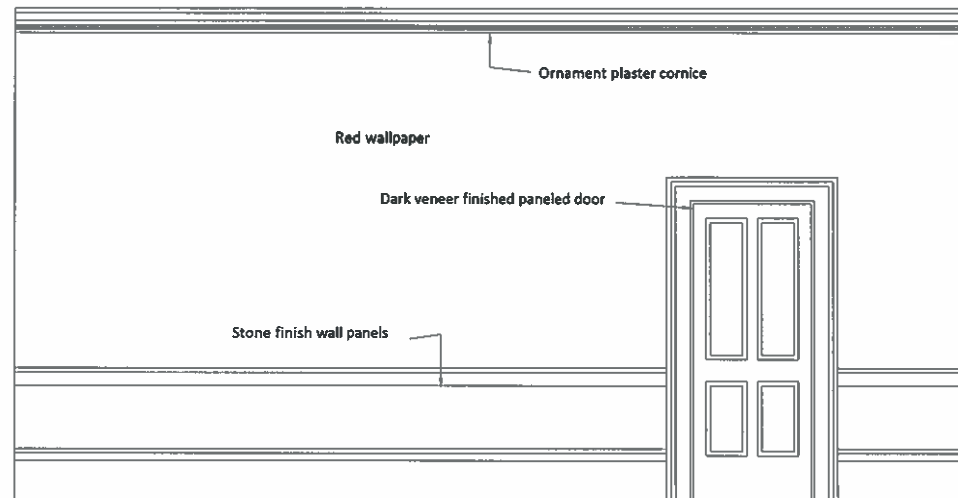 Ornament plaster cornice
Red wallpaper
Dark veneer finished paneled door
Stone finish wall panels